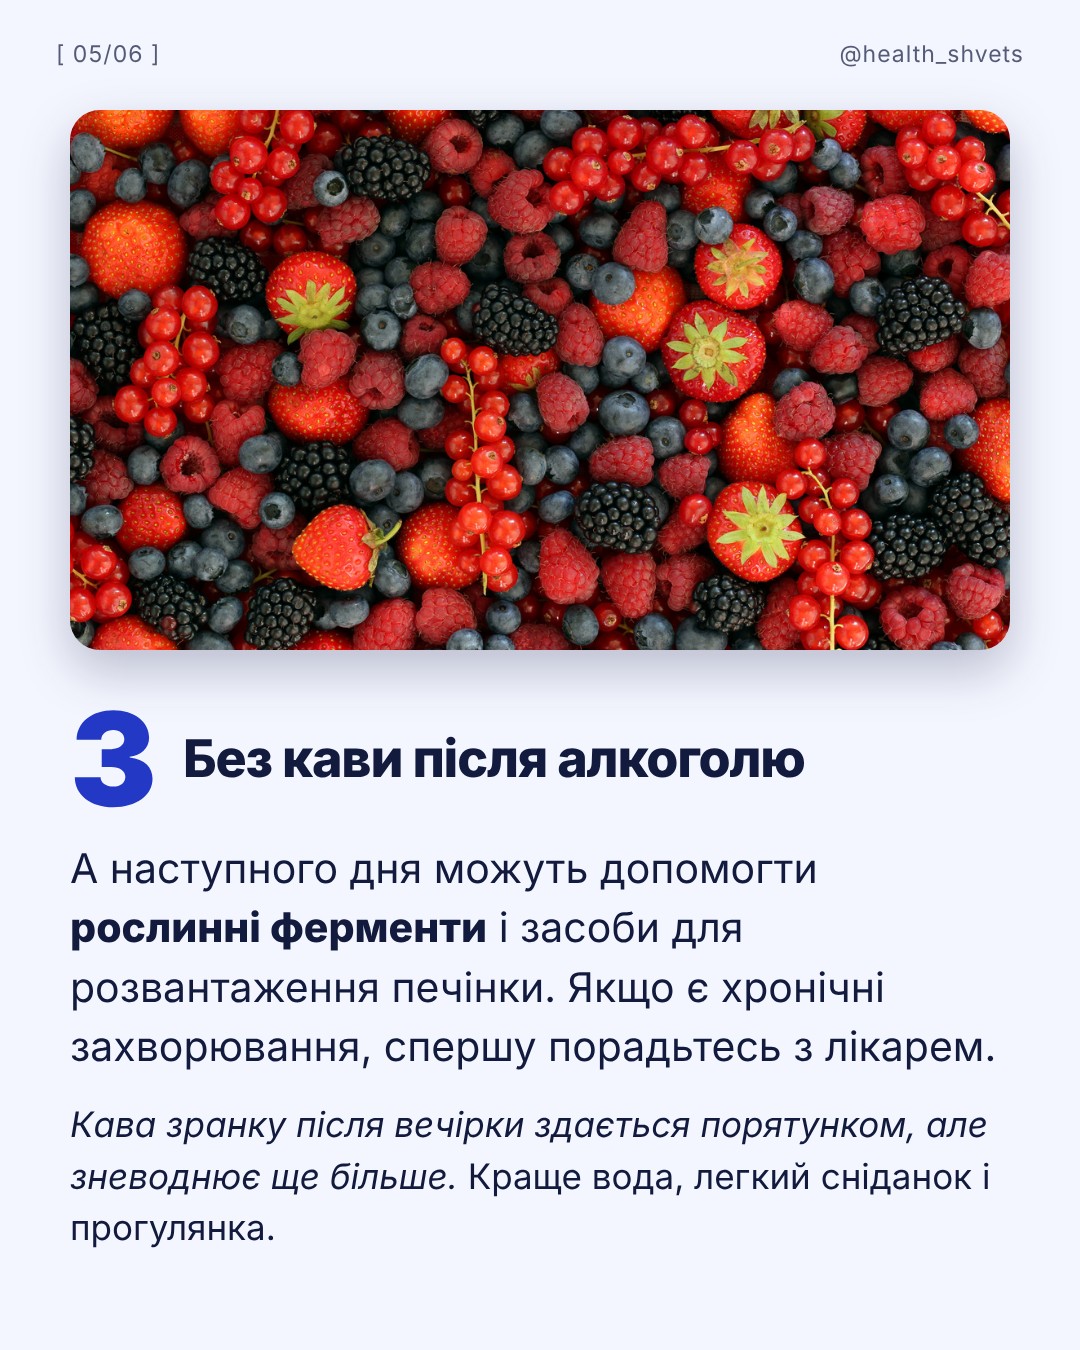 [ 05/06 ]
@health_shvets
3
Без кави після алкоголю
А наступного дня можуть допомогти
рослинні ферменти і засоби для
розвантаження печінки. Якщо є хронічні
захворювання, спершу порадьтесь з лікарем.
Кава зранку після вечірки здається порятунком, але
зневоднює ще більше. Краще вода, легкий сніданок і
прогулянка.